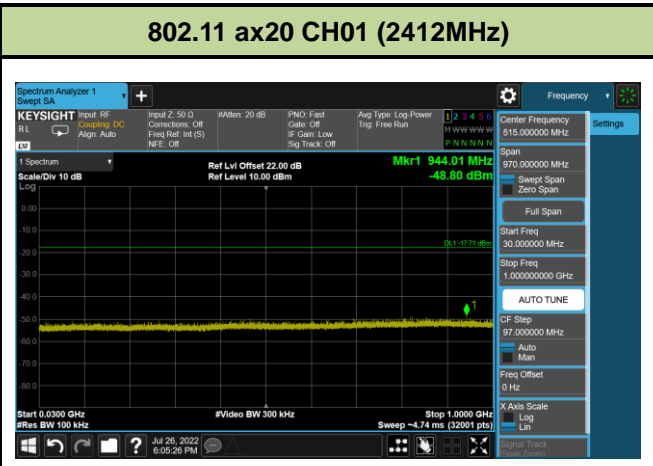 802.11 ax20 CH01 (2412MHz)
Spectrum Analyzer 1
Swept SA
+
Frequency
KEYSIGHT
RL
LXI
Input: RF
Coupling: DC
Align: Auto
Input Z: 50 Ω
Corrections: Off
Freq Ref: Int (S)
NFE: Off
#Atten: 20 dB
PNO: Fast
Gate: Off
IF Gain: Low
Sig Track: Off
Avg Type: Log-Power
Trig: Free Run
1 2 3 4 5 6
M W W W W W
P N N N N N
Center Frequency
515.000000 MHz
Settings
1 Spectrum
Scale/Div 10 dB
Log
Ref Lvl Offset 22.00 dB
Ref Level 10.00 dBm
Mkr1 944.01 MHz
-48.80 dBm
Span
970.000000 MHz
Swept Span
Zero Span
Full Span
Start Freq
30.000000 MHz
Stop Freq
1.000000000 GHz
AUTO TUNE
CF Step
97.000000 MHz
Auto
Man
Freq Offset
0 Hz
X Axis Scale
Log
Lin
Signal Track
(Span Zoom)
0.00
-10.0
-20.0
-30.0
-40.0
-50.0
-60.0
-70.0
-80.0
DL1 -17.71 dBm
1
Start 0.0300 GHz
#Res BW 100 kHz
#Video BW 300 kHz
Stop 1.0000 GHz
Sweep ~4.74 ms (32001 pts)
?
Jul 26, 2022
6:05:26 PM